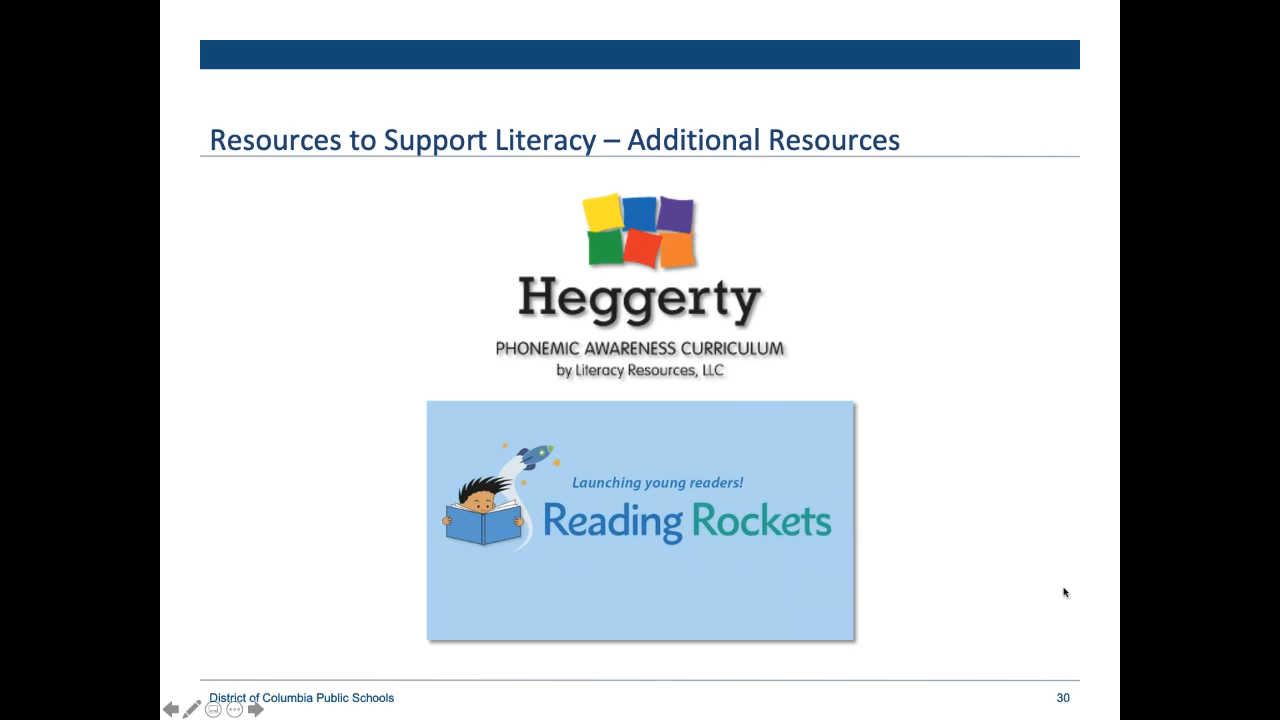 Resources to Support Literacy – Additional Resources
Heggerty
PHONEMIC AWARENESS CURRICULUM
by Literacy Resources, LLC
Launching young readers!
Reading Rockets
District of Columbia Public Schools
30